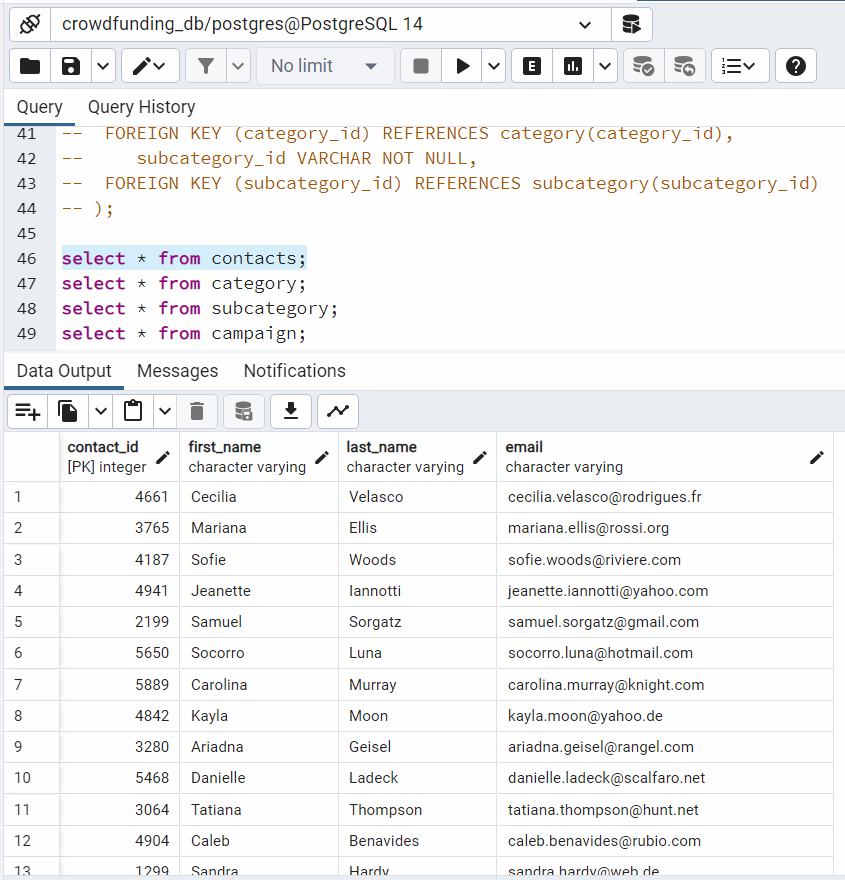 crowdfunding_db/postgres@PostgreSQL 14
No limit
E
Query Query History
41 -- FOREIGN KEY (category_id) REFERENCES category(category_id),
42 -- subcategory_id VARCHAR NOT NULL,
43 -- FOREIGN KEY (subcategory_id) REFERENCES subcategory(subcategory_id)
44 -- );
45
46 select * from contacts;
47 select * from category;
48 select * from subcategory;
49 select * from campaign;
Data Output Messages Notifications
contact_id first_name last_name email
[PK] integer character varying character varying character varying
1 4661 Cecilia Velasco cecilia.velasco@rodrigues.fr
2 3765 Mariana Ellis mariana.ellis@rossi.org
3 4187 Sofie Woods sofie.woods@riviere.com
4 4941 Jeanette Iannotti jeanette.iannotti@yahoo.com
5 2199 Samuel Sorgatz samuel.sorgatz@gmail.com
6 5650 Socorro Luna socorro.luna@hotmail.com
7 5889 Carolina Murray carolina.murray@knight.com
8 4842 Kayla Moon kayla.moon@yahoo.de
9 3280 Ariadna Geisel ariadna.geisel@rangel.com
10 5468 Danielle Ladeck danielle.ladeck@scalfaro.net
11 3064 Tatiana Thompson tatiana.thompson@hunt.net
12 4904 Caleb Benavides caleb.benavides@rubio.com
13 1299 Sandra Hardy sandra.hardy@web.de